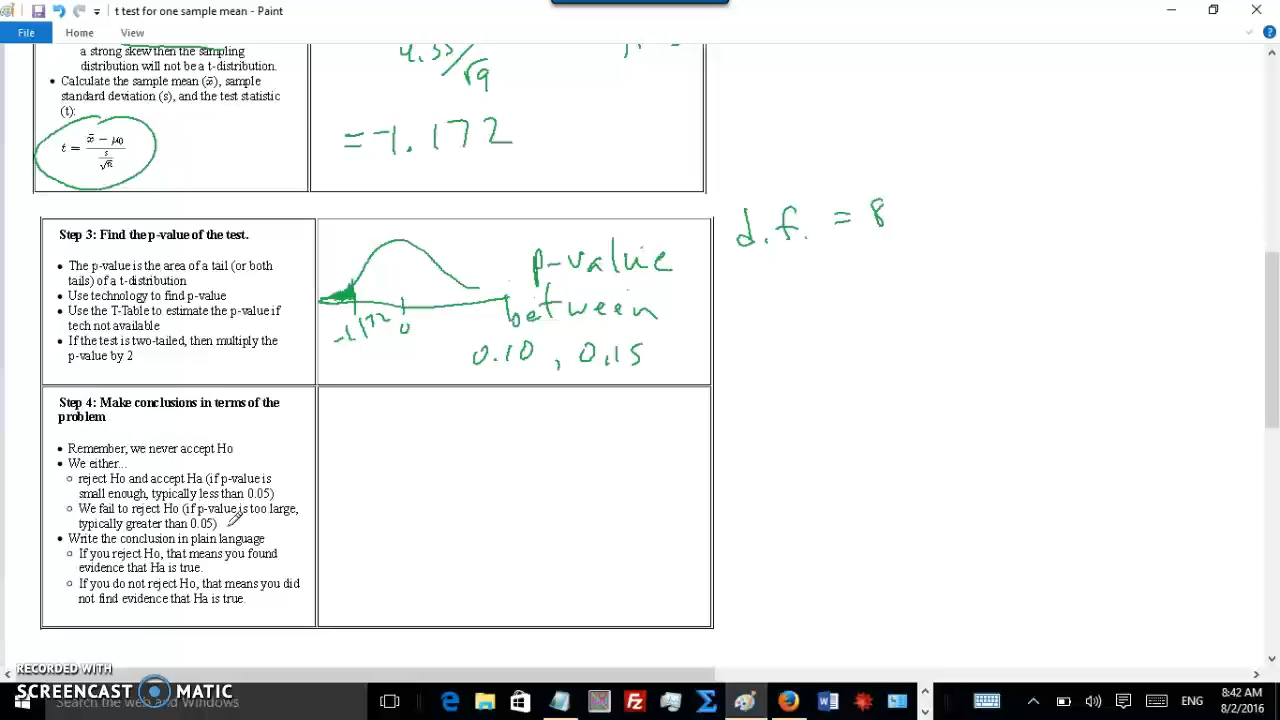 t test for one sample mean - Paint
File Home View
a strong skew then the sampling
distribution will not be a t-distribution.
• Calculate the sample mean (x̄), sample
standard deviation (s), and the test statistic
(t):
t = x̄ − μ0
s
√n
√9
= -1.172
d.f. = 8
Step 3: Find the p-value of the test.
• The p-value is the area of a tail (or both
tails) of a t-distribution
• Use technology to find p-value
• Use the T-Table to estimate the p-value if
tech not available
• If the test is two-tailed, then multiply the
p-value by 2
p-value
between
0.10 , 0.15
-1.172 0
Step 4: Make conclusions in terms of the
problem
• Remember, we never accept Ho
• We either...
o reject Ho and accept Ha (if p-value is
small enough, typically less than 0.05)
o We fail to reject Ho (if p-value is too large,
typically greater than 0.05)
• Write the conclusion in plain language
o If you reject Ho, that means you found
evidence that Ha is true.
o If you do not reject Ho, that means you did
not find evidence that Ha is true.
RECORDED WITH
SCREENCAST MATIC
Search the web and Windows
ENG
8:42 AM
8/2/2016